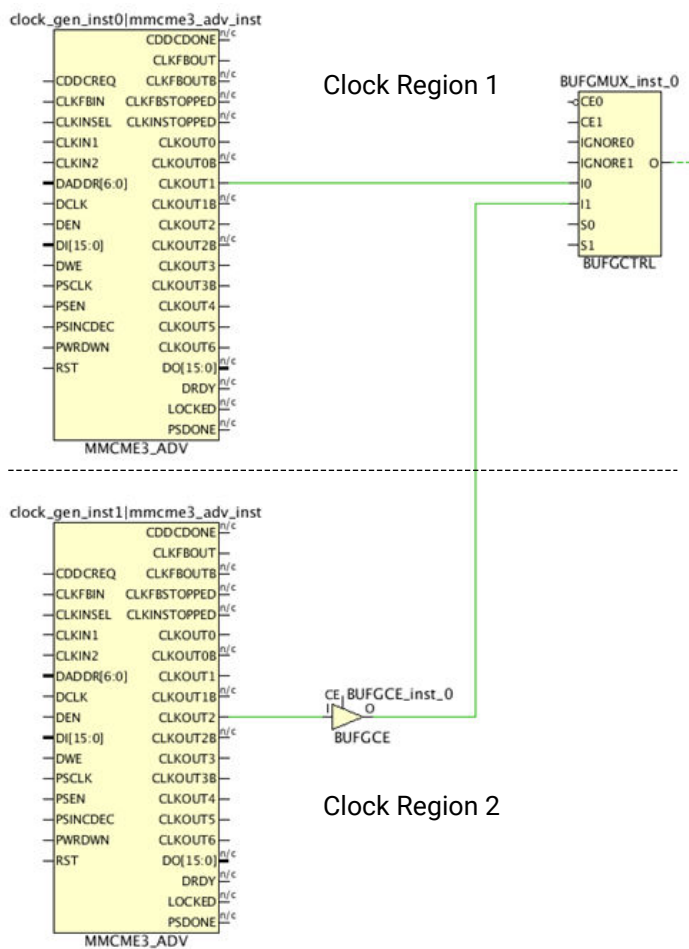 clock_gen_inst0|mmcme3_adv_inst
CDDCDONE n/c
CLKFBOUT
CDDCREQ CLKFBOUTB n/c
CLKFBIN CLKFBSTOPPED n/c
CLKINSEL CLKINSTOPPED n/c
CLKIN1 CLKOUT0
CLKIN2 CLKOUT0B n/c
DADDR[6:0] CLKOUT1
DCLK CLKOUT1B n/c
DEN CLKOUT2
DI[15:0] CLKOUT2B n/c
DWE CLKOUT3
PSCLK CLKOUT3B n/c
PSEN CLKOUT4
PSINCDEC CLKOUT5
PWRDWN CLKOUT6
RST DO[15:0] n/c
DRDY n/c
LOCKED n/c
PSDONE n/c
MMCME3_ADV
Clock Region 1
BUFGMUX_inst_0
CE0
CE1
IGNORE0
IGNORE1 O
I0
I1
S0
S1
BUFGCTRL
clock_gen_inst1|mmcme3_adv_inst
CDDCDONE n/c
CLKFBOUT
CDDCREQ CLKFBOUTB n/c
CLKFBIN CLKFBSTOPPED n/c
CLKINSEL CLKINSTOPPED n/c
CLKIN1 CLKOUT0
CLKIN2 CLKOUT0B n/c
DADDR[6:0] CLKOUT1
DCLK CLKOUT1B n/c
DEN CLKOUT2
DI[15:0] CLKOUT2B n/c
DWE CLKOUT3
PSCLK CLKOUT3B n/c
PSEN CLKOUT4
PSINCDEC CLKOUT5
PWRDWN CLKOUT6
RST DO[15:0] n/c
DRDY n/c
LOCKED n/c
PSDONE n/c
MMCME3_ADV
CE BUFGCE_inst_0
I O
BUFGCE
Clock Region 2